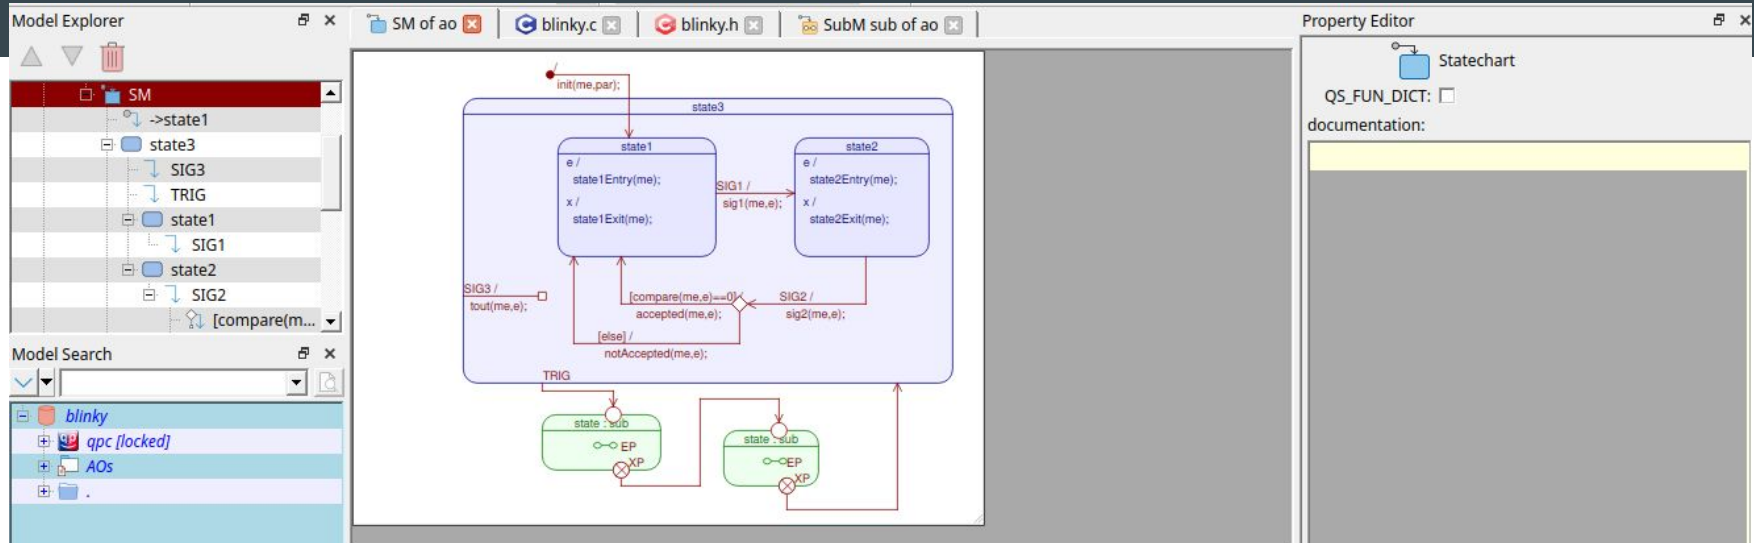 Model Explorer
SM
->state1
state3
SIG3
TRIG
state1
SIG1
state2
SIG2
[compare(m...
Model Search
blinky
qpc [locked]
AOs
.
SM of ao
blinky.c
blinky.h
SubM sub of ao
/
init(me,par);
state3
state1
e /
state1Entry(me);
x /
state1Exit(me);
SIG1 /
sig1(me,e);
state2
e /
state2Entry(me);
x /
state2Exit(me);
SIG3 /
tout(me,e);
[compare(me,e)==0] /
accepted(me,e);
SIG2 /
sig2(me,e);
[else] /
notAccepted(me,e);
TRIG
state : sub
EP
XP
state : sub
EP
XP
Property Editor
Statechart
QS_FUN_DICT:
documentation: